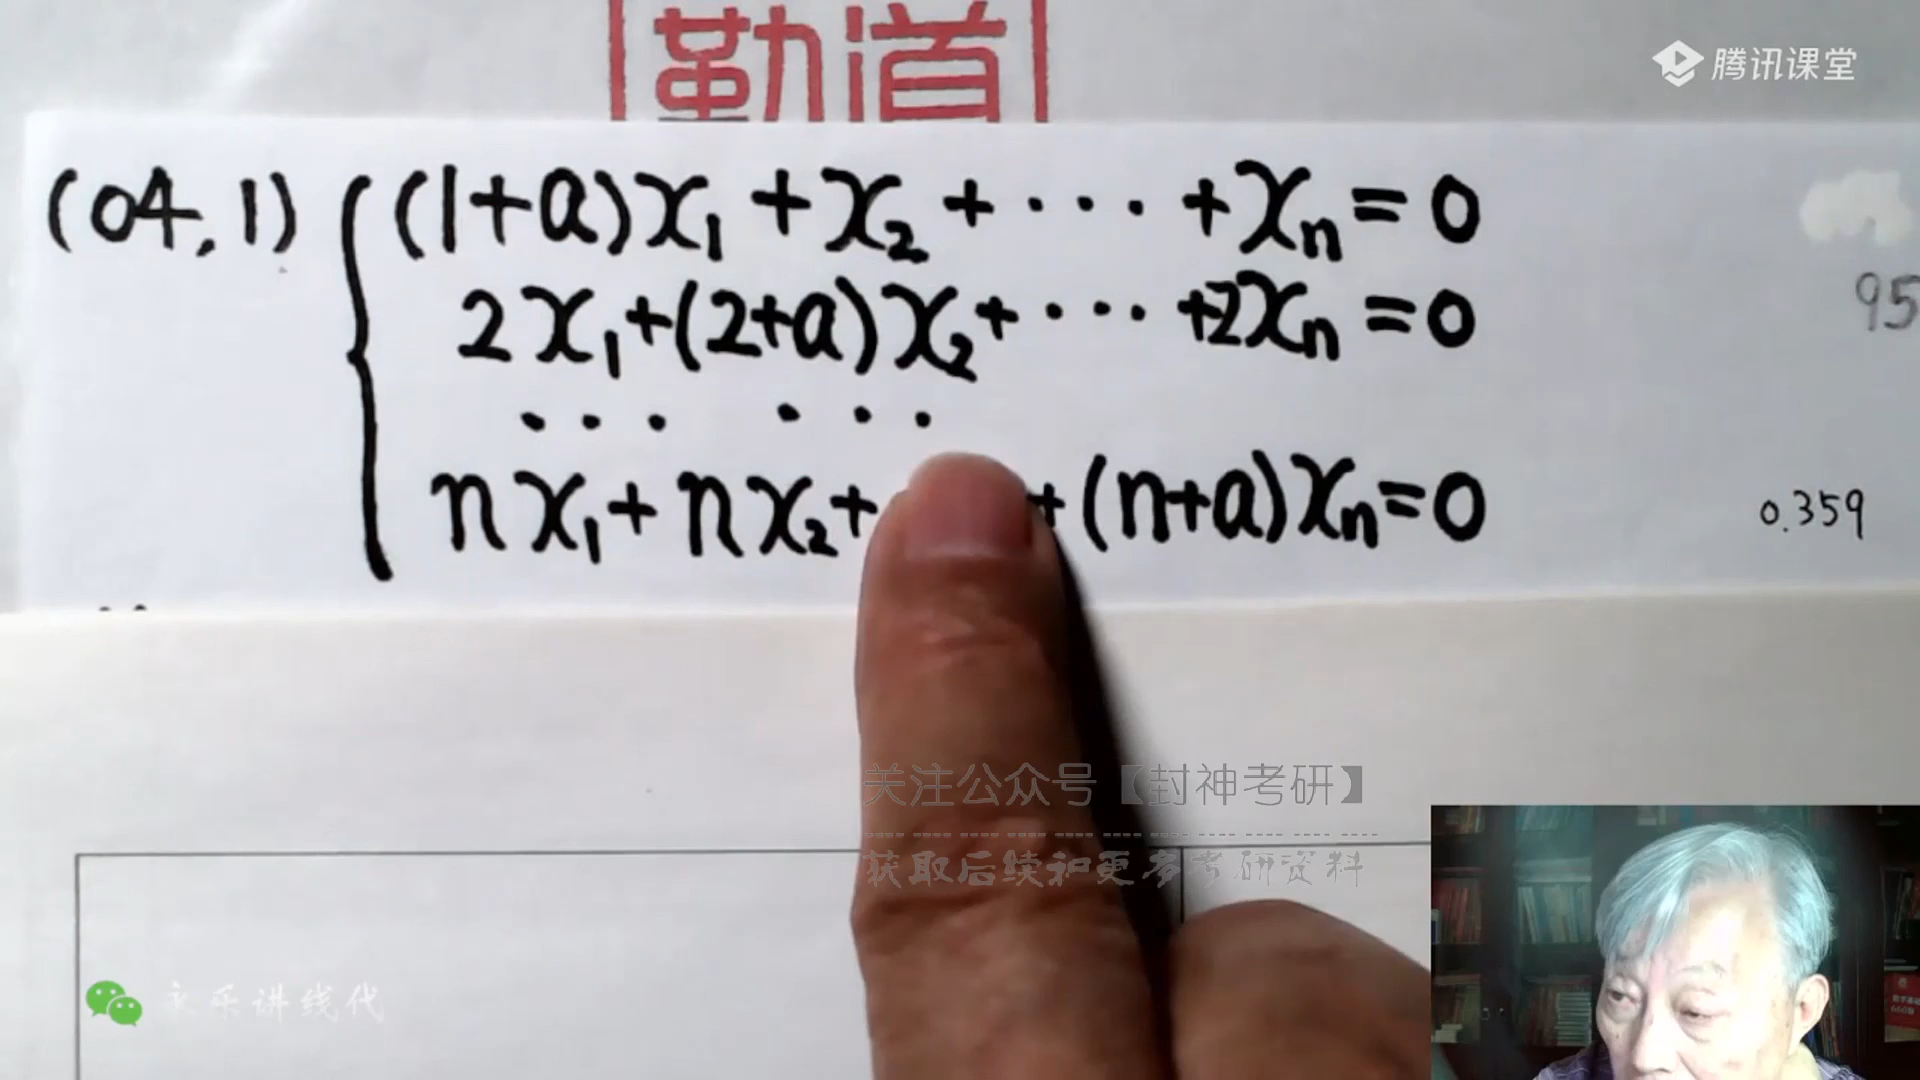 勤道
腾讯课堂
(04,1) (1+a)x₁+x₂+···+xₙ=0
2x₁+(2+a)x₂+···+2xₙ=0
··· ···
nx₁+nx₂+ +(n+a)xₙ=0
95
0.359
关注公众号【封神考研】
获取后续和更多考研资料
永乐讲线代